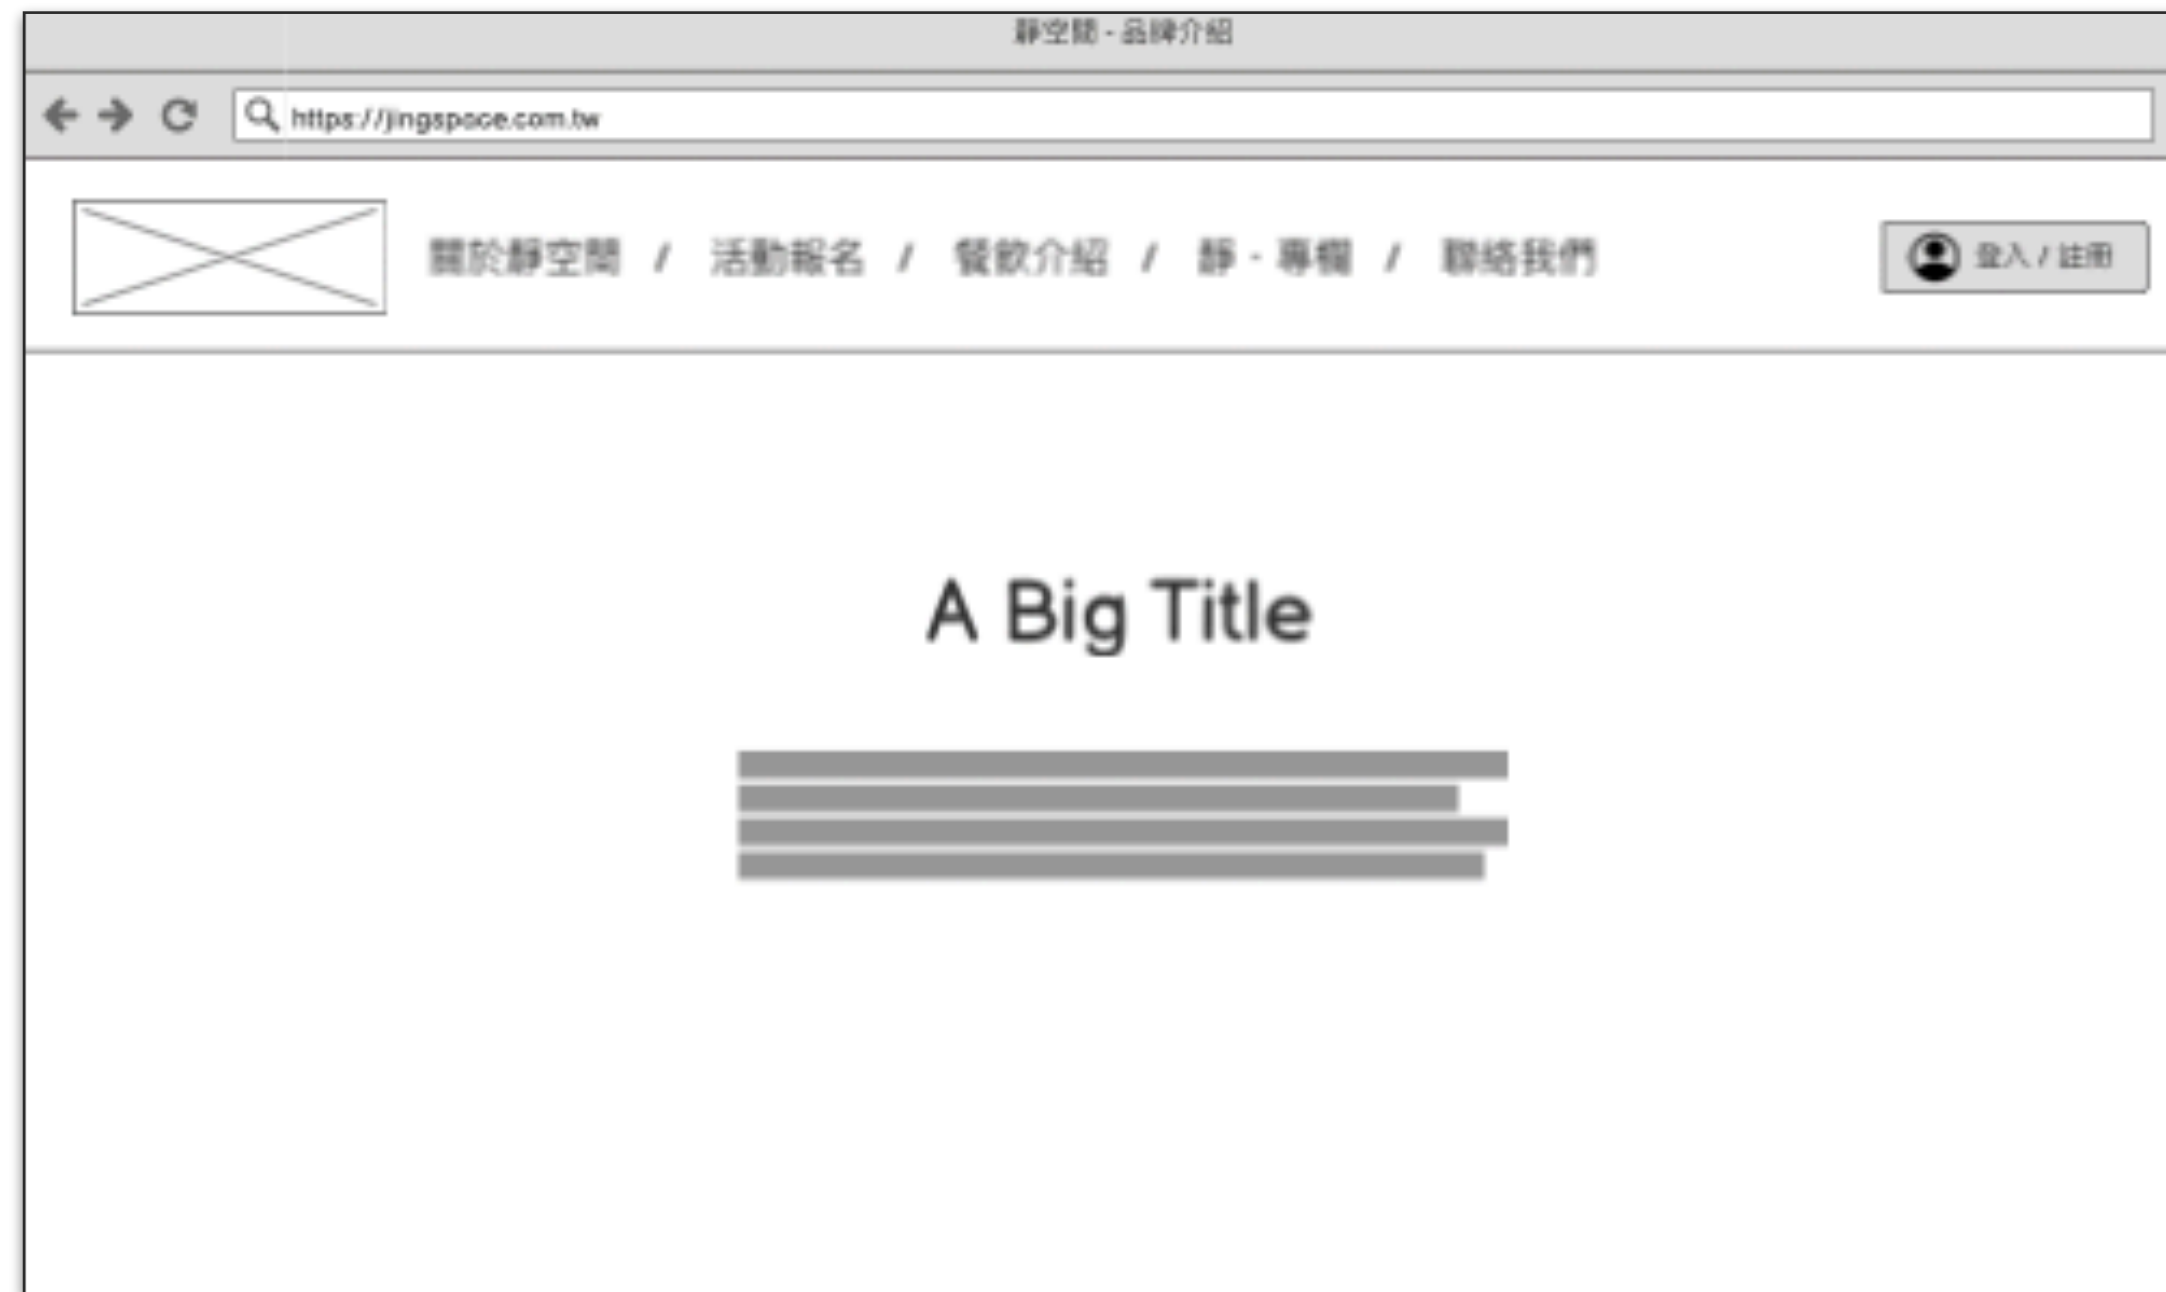 靜空間 - 品牌介紹
https://jingspace.com.tw
關於靜空間 / 活動報名 / 餐飲介紹 / 靜 · 專欄 / 聯絡我們
登入 / 註冊
A Big Title